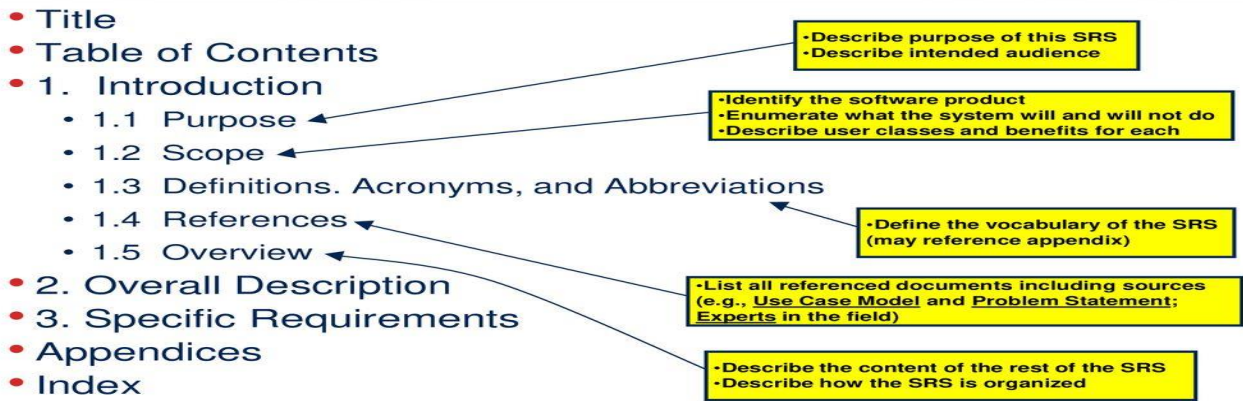 • Title
• Table of Contents
• 1. Introduction
• 1.1 Purpose
• 1.2 Scope
• 1.3 Definitions. Acronyms, and Abbreviations
• 1.4 References
• 1.5 Overview
• 2. Overall Description
• 3. Specific Requirements
• Appendices
• Index
•Describe purpose of this SRS
•Describe intended audience
•Identify the software product
•Enumerate what the system will and will not do
•Describe user classes and benefits for each
•Define the vocabulary of the SRS
(may reference appendix)
•List all referenced documents including sources
(e.g., Use Case Model and Problem Statement;
Experts in the field)
•Describe the content of the rest of the SRS
•Describe how the SRS is organized